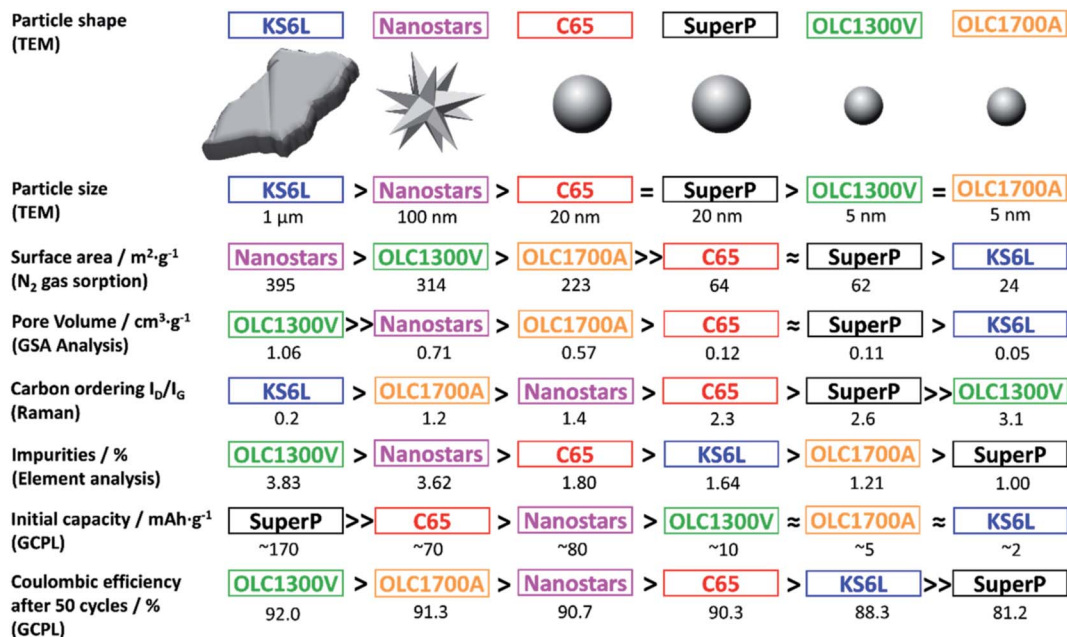 Particle shape KS6L Nanostars C65 SuperP OLC1300V OLC1700A
(TEM)
Particle size KS6L > Nanostars > C65 = SuperP > OLC1300V = OLC1700A
(TEM) 1 µm 100 nm 20 nm 20 nm 5 nm 5 nm
Surface area / m²·g⁻¹ Nanostars > OLC1300V > OLC1700A >> C65 ≈ SuperP > KS6L
(N₂ gas sorption) 395 314 223 64 62 24
Pore Volume / cm³·g⁻¹ OLC1300V >> Nanostars > OLC1700A > C65 ≈ SuperP > KS6L
(GSA Analysis) 1.06 0.71 0.57 0.12 0.11 0.05
Carbon ordering I_D/I_G KS6L > OLC1700A > Nanostars > C65 > SuperP >> OLC1300V
(Raman) 0.2 1.2 1.4 2.3 2.6 3.1
Impurities / % OLC1300V > Nanostars > C65 > KS6L > OLC1700A > SuperP
(Element analysis) 3.83 3.62 1.80 1.64 1.21 1.00
Initial capacity / mAh·g⁻¹ SuperP >> C65 > Nanostars > OLC1300V ≈ OLC1700A ≈ KS6L
(GCPL) ~170 ~70 ~80 ~10 ~5 ~2
Coulombic efficiency OLC1300V > OLC1700A > Nanostars > C65 > KS6L >> SuperP
after 50 cycles / % 92.0 91.3 90.7 90.3 88.3 81.2
(GCPL)